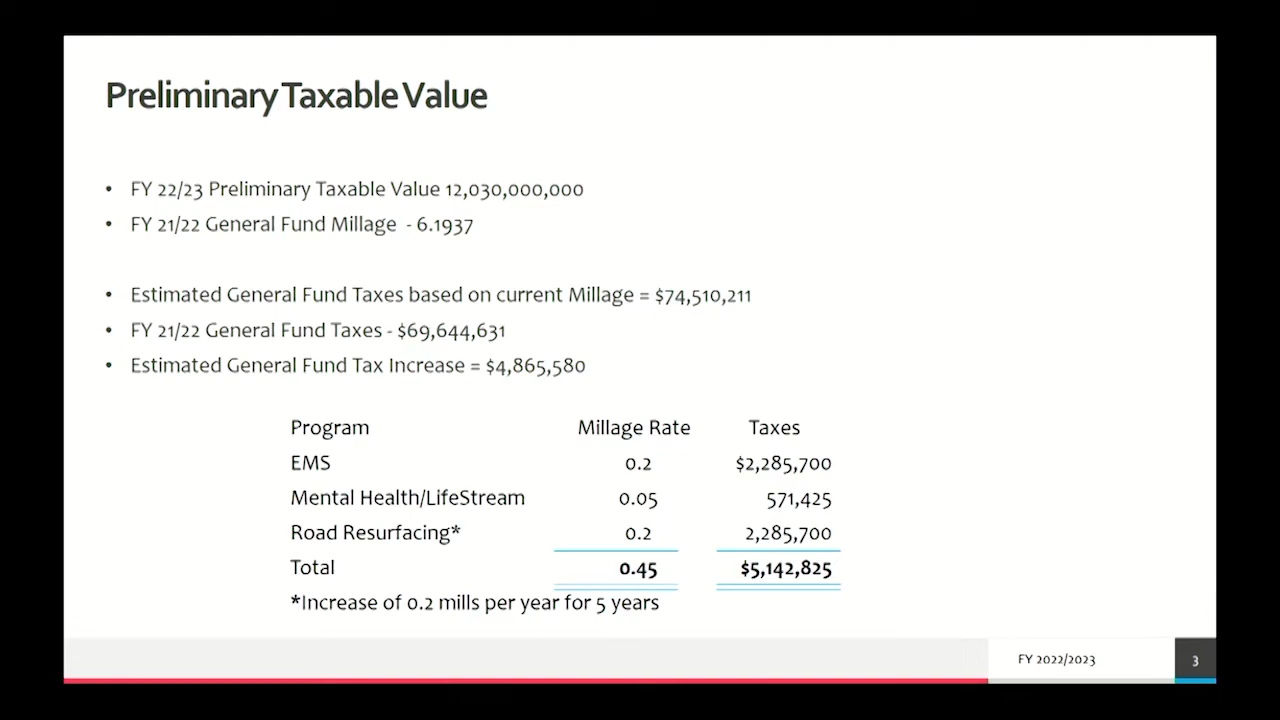 Preliminary Taxable Value
• FY 22/23 Preliminary Taxable Value 12,030,000,000
• FY 21/22 General Fund Millage - 6.1937
• Estimated General Fund Taxes based on current Millage = $74,510,211
• FY 21/22 General Fund Taxes - $69,644,631
• Estimated General Fund Tax Increase = $4,865,580
Program Millage Rate Taxes
EMS 0.2 $2,285,700
Mental Health/LifeStream 0.05 571,425
Road Resurfacing* 0.2 2,285,700
Total 0.45 $5,142,825
*Increase of 0.2 mills per year for 5 years
FY 2022/2023 3